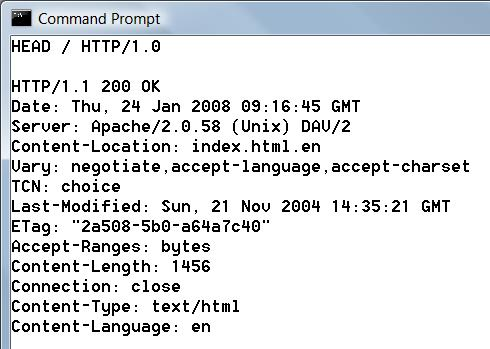 Command Prompt
HEAD / HTTP/1.0
HTTP/1.1 200 OK
Date: Thu, 24 Jan 2008 09:16:45 GMT
Server: Apache/2.0.58 (Unix) DAV/2
Content-Location: index.html.en
Vary: negotiate,accept-language,accept-charset
TCN: choice
Last-Modified: Sun, 21 Nov 2004 14:35:21 GMT
ETag: "2a508-5b0-a64a7c40"
Accept-Ranges: bytes
Content-Length: 1456
Connection: close
Content-Type: text/html
Content-Language: en